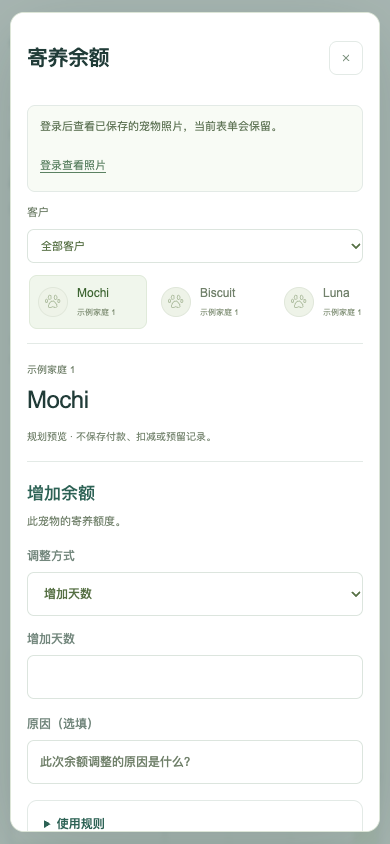 寄养余额
×
登录后查看已保存的宠物照片，当前表单会保留。
登录查看照片
客户
全部客户
Mochi
示例家庭 1
Biscuit
示例家庭 1
Luna
示例家庭 1
示例家庭 1
Mochi
规划预览 · 不保存付款、扣减或预留记录。
增加余额
此宠物的寄养额度。
调整方式
增加天数
增加天数
原因（选填）
此次余额调整的原因是什么?
使用规则